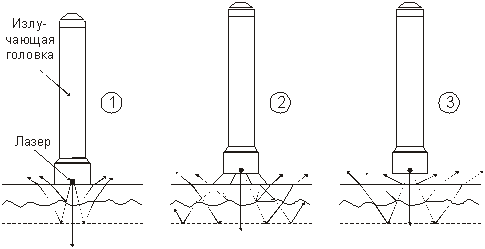 Излу-
чающая
головка
1
2
3
Лазер